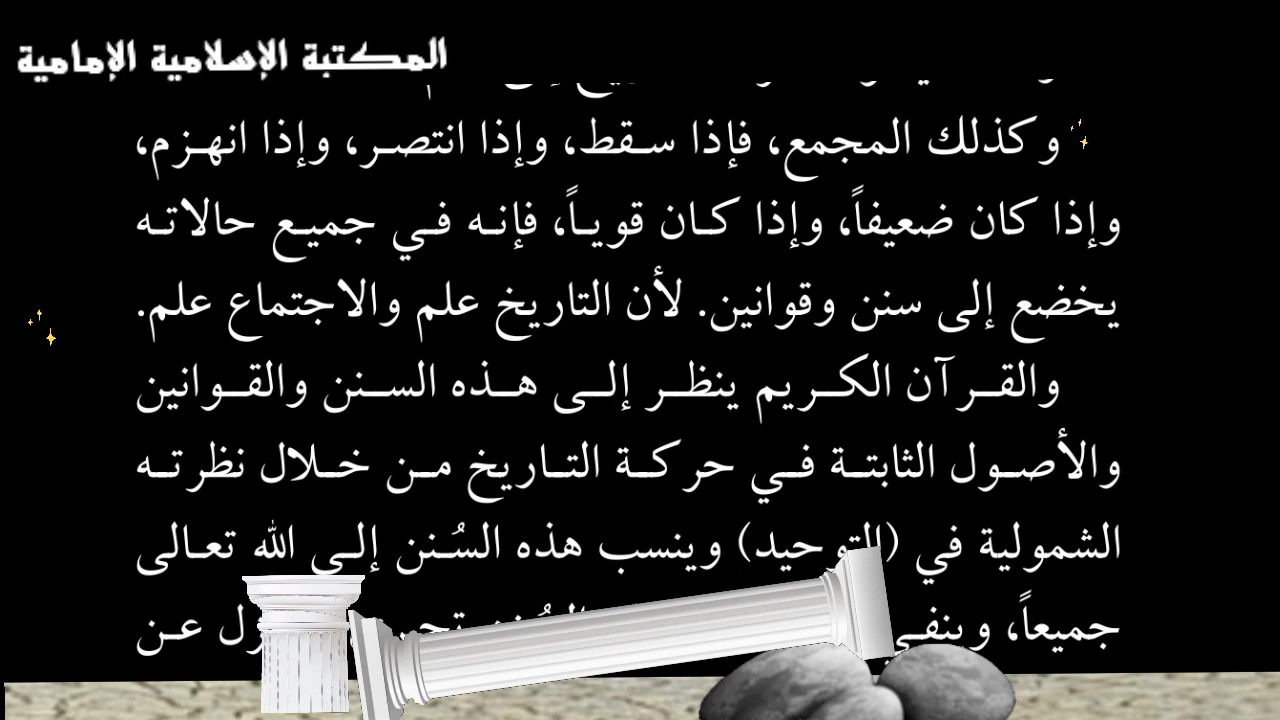 المكتبة الإسلامية الإمامية
وكذلك المجمع، فإذا سقط، وإذا انتصر، وإذا انهزم،
وإذا كان ضعيفاً، وإذا كان قوياً، فإنه في جميع حالاته
يخضع إلى سنن وقوانين. لأن التاريخ علم والاجتماع علم.
والقرآن الكريم ينظر إلى هذه السنن والقوانين
والأصول الثابتة في حركة التاريخ من خلال نظرته
الشمولية في (التوحيد) وينسب هذه السُنن إلى الله تعالى
جميعاً، وينفي عن